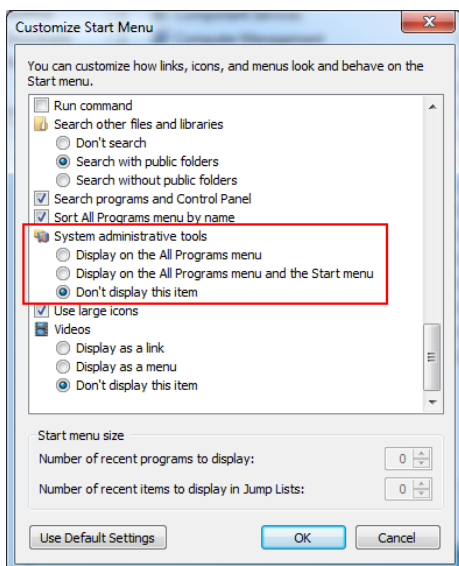 Component Services
Computer Management
Customize Start Menu
You can customize how links, icons, and menus look and behave on the
Start menu.
Run command
Search other files and libraries
Don't search
Search with public folders
Search without public folders
Search programs and Control Panel
Sort All Programs menu by name
System administrative tools
Display on the All Programs menu
Display on the All Programs menu and the Start menu
Don't display this item
Use large icons
Videos
Display as a link
Display as a menu
Don't display this item
Start menu size
Number of recent programs to display: 0
Number of recent items to display in Jump Lists: 0
Use Default Settings OK Cancel